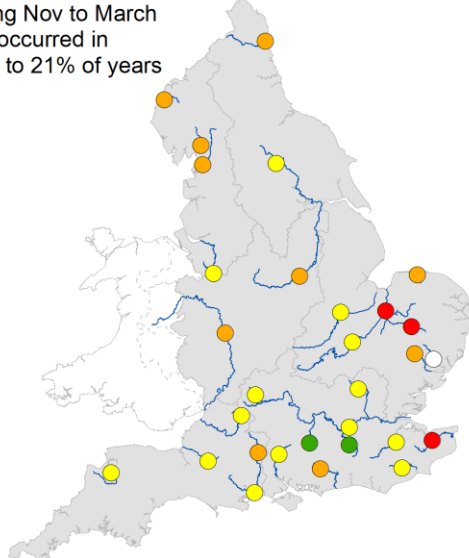 ng Nov to March
occurred in
to 21% of years